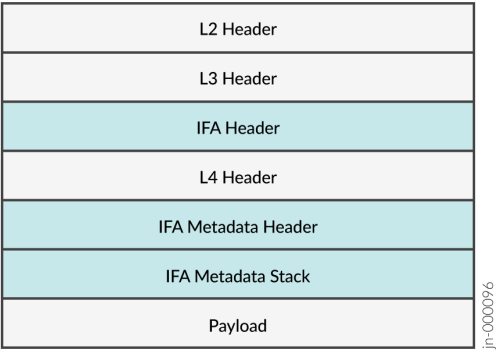 L2 Header
L3 Header
IFA Header
L4 Header
IFA Metadata Header
IFA Metadata Stack
Payload
jn-000096